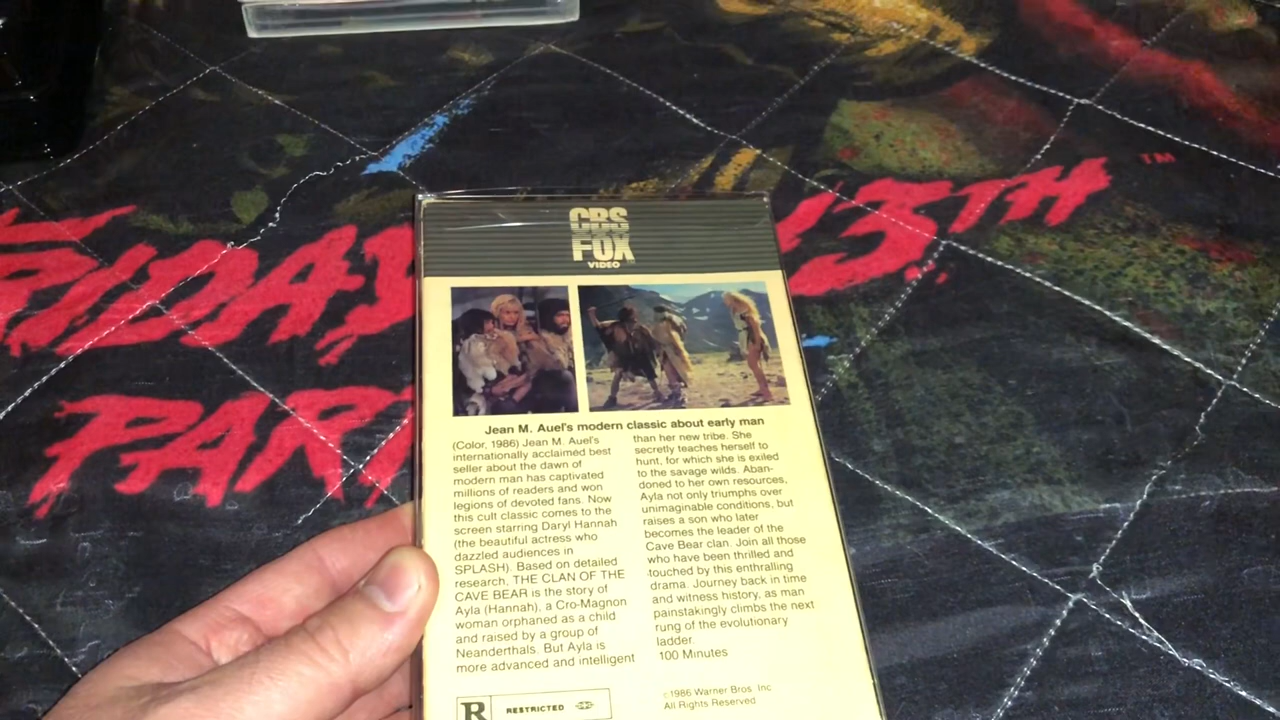 CBS
FOX
VIDEO
Jean M. Auel's modern classic about early man
(Color, 1986) Jean M. Auel's
internationally acclaimed best
seller about the dawn of
modern man has captivated
millions of readers and won
legions of devoted fans. Now
this cult classic comes to the
screen starring Daryl Hannah
(the beautiful actress who
dazzled audiences in
SPLASH). Based on detailed
research, THE CLAN OF THE
CAVE BEAR is the story of
Ayla (Hannah), a Cro-Magnon
woman orphaned as a child
and raised by a group of
Neanderthals. But Ayla is
more advanced and intelligent
than her new tribe. She
secretly teaches herself to
hunt, for which she is exiled
to the savage wilds. Aban-
doned to her own resources,
Ayla not only triumphs over
unimaginable conditions, but
raises a son who later
becomes the leader of the
Cave Bear clan. Join all those
who have been thrilled and
touched by this enthralling
drama. Journey back in time
and witness history, as man
painstakingly climbs the next
rung of the evolutionary
ladder.
100 Minutes
R RESTRICTED
©1986 Warner Bros. Inc
All Rights Reserved
RIDAY 13TH ™
PART